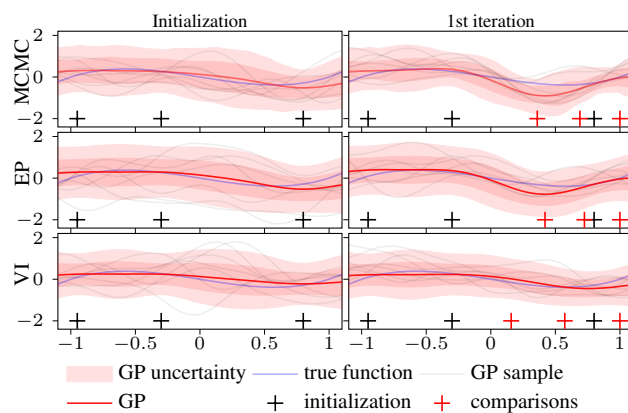 Initialization 1st iteration
MCMC
2
0
−2
EP
2
0
−2
VI
2
0
−2
−1 −0.5 0 0.5 1 −1 −0.5 0 0.5 1
GP uncertainty true function GP sample
GP initialization comparisons